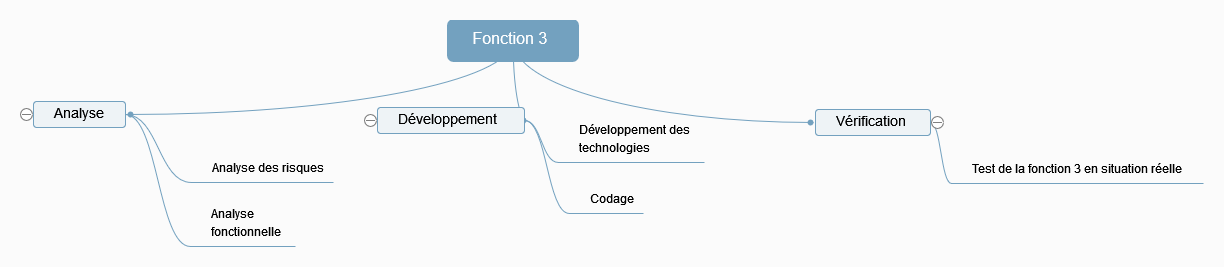 Fonction 3
Analyse
Analyse des risques
Analyse
fonctionnelle
Développement
Développement des
technologies
Codage
Vérification
Test de la fonction 3 en situation réelle